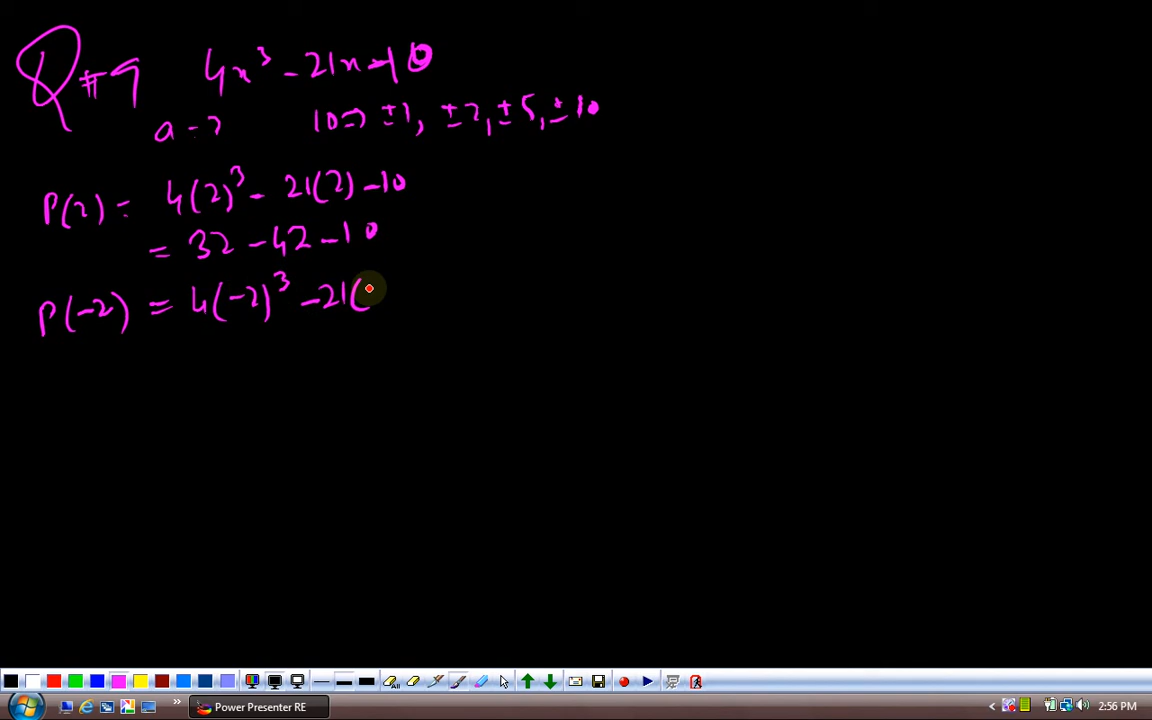 Q#9 4x³ - 21x - 10
a = ? 10 ⇒ ±1, ±2, ±5, ±10
P(2) = 4(2)³ - 21(2) - 10
= 32 - 42 - 10
P(-2) = 4(-2)³ - 21(
All
Power Presenter RE
2:56 PM